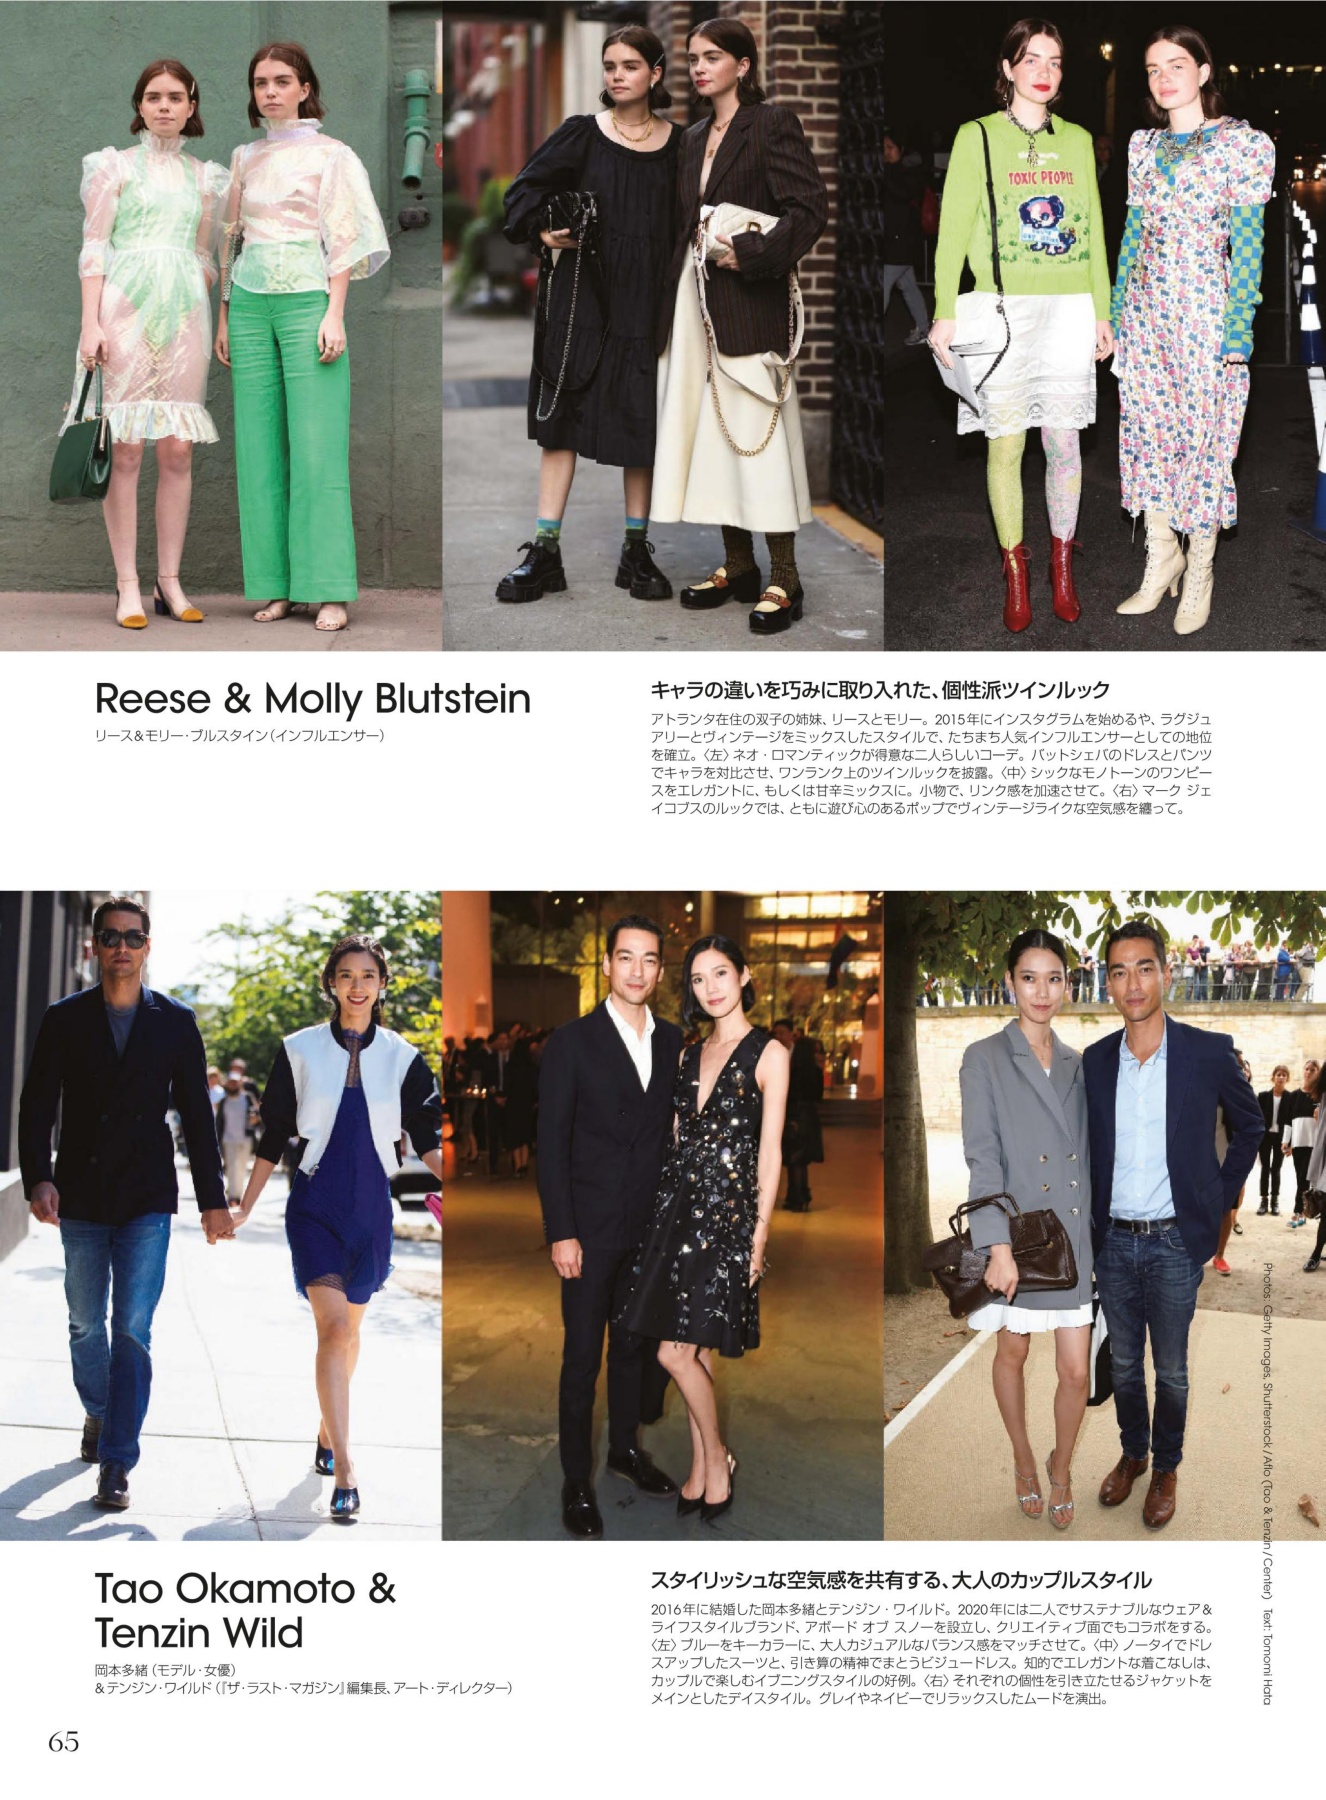 TOXIC PEOPLE
Reese & Molly Blutstein
リース&モリー・ブルスタイン(インフルエンサー)
キャラの違いを巧みに取り入れた、個性派ツインルック
アトランタ在住の双子の姉妹、リースとモリー。2015年にインスタグラムを始めるや、ラグジュ
アリーとヴィンテージをミックスしたスタイルで、たちまち人気インフルエンサーとしての地位
を確立。〈左〉ネオ・ロマンティックが得意な二人らしいコーデ。バットシェバのドレスとパンツ
でキャラを対比させ、ワンランク上のツインルックを披露。〈中〉シックなモノトーンのワンピー
スをエレガントに、もしくは甘辛ミックスに。小物で、リンク感を加速させて。〈右〉マーク ジェ
イコブスのルックでは、ともに遊び心のあるポップでヴィンテージライクな空気感を纏って。
Tao Okamoto &
Tenzin Wild
岡本多緒(モデル・女優)
&テンジン・ワイルド(『ザ・ラスト・マガジン』編集長、アート・ディレクター)
スタイリッシュな空気感を共有する、大人のカップルスタイル
2016年に結婚した岡本多緒とテンジン・ワイルド。2020年には二人でサステナブルなウェア&
ライフスタイルブランド、アボード オブ スノーを設立し、クリエイティブ面でもコラボをする。
〈左〉ブルーをキーカラーに、大人カジュアルなバランス感をマッチさせて。〈中〉ノータイでドレ
スアップしたスーツと、引き算の精神でまとうビジュードレス。知的でエレガントな着こなしは、
カップルで楽しむイブニングスタイルの好例。〈右〉それぞれの個性を引き立たせるジャケットを
メインとしたデイスタイル。グレイやネイビーでリラックスしたムードを演出。
Photos: Getty Images, Shutterstock / Aflo (Tao & Tenzin / Center) Text: Tomomi Hata
65